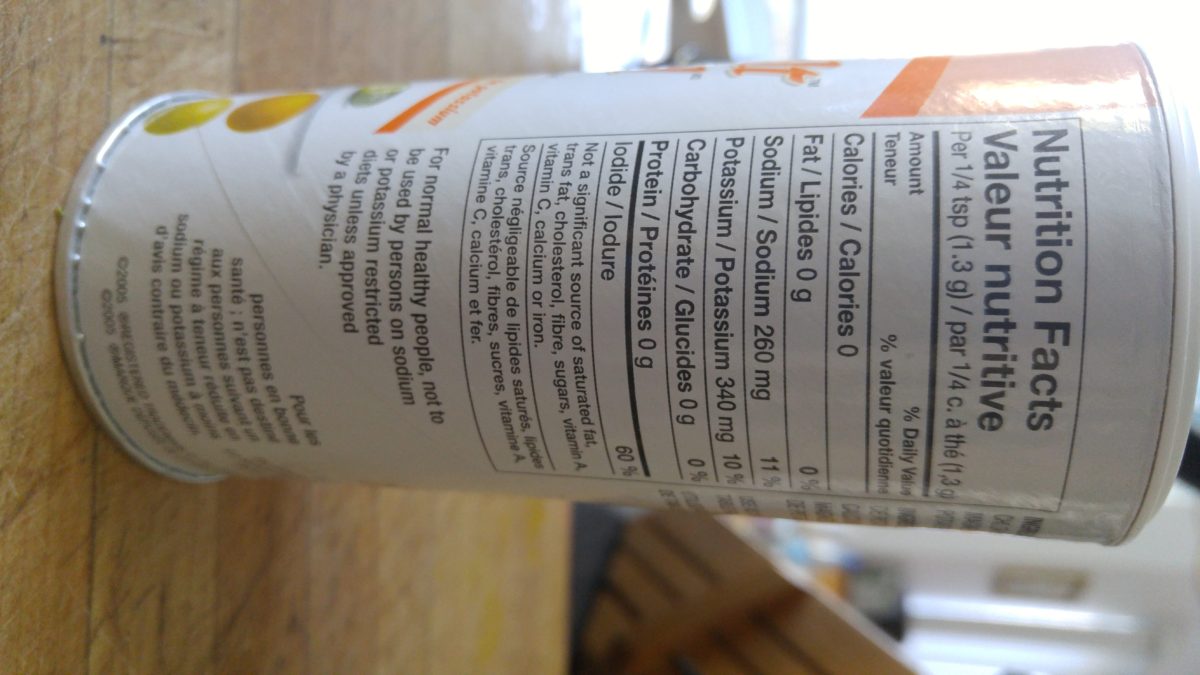 Nutrition Facts
Valeur nutritive
Per 1/4 tsp (1.3 g) / par 1/4 c. à thé (1,3 g)
Amount % Daily Value
Teneur % valeur quotidienne
Calories / Calories 0
Fat / Lipides 0 g 0 %
Sodium / Sodium 260 mg 11 %
Potassium / Potassium 340 mg 10 %
Carbohydrate / Glucides 0 g 0 %
Protein / Protéines 0 g
Iodide / Iodure 60 %
Not a significant source of saturated fat,
trans fat, cholesterol, fibre, sugars, vitamin A,
vitamin C, calcium or iron.
Source négligeable de lipides saturés, lipides
trans, cholestérol, fibres, sucres, vitamine A,
vitamine C, calcium et fer.
For normal healthy people, not to
be used by persons on sodium
or potassium restricted
diets unless approved
by a physician.
Pour les
personnes en bonne
santé ; n'est pas destiné
aux personnes suivant un
régime à teneur réduite en
sodium ou potassium à moins
d'avis contraire du médecin.
©2005 ®REGISTERED
©2005 ®MARQUE
potassium